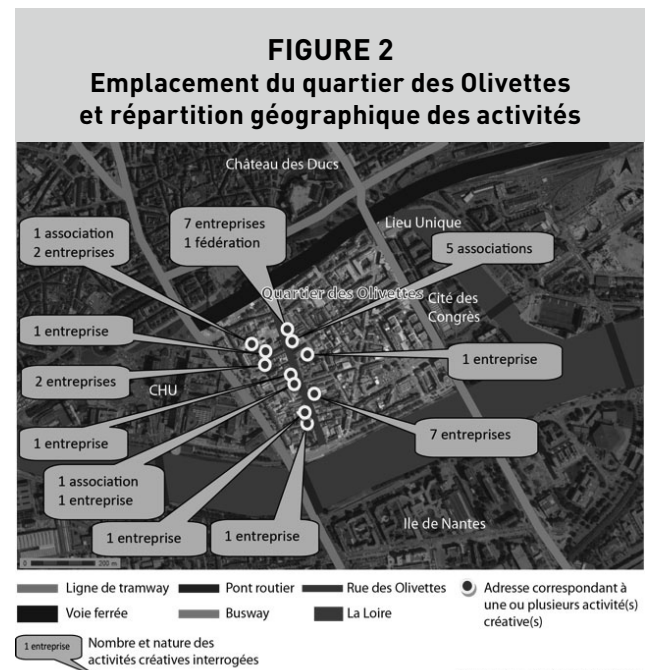 FIGURE 2
Emplacement du quartier des Olivettes
et répartition géographique des activités
Château des Ducs
7 entreprises
1 fédération
Lieu Unique
1 association
2 entreprises
5 associations
Quartier des Olivettes
Cité des
Congrès
1 entreprise
1 entreprise
2 entreprises
CHU
7 entreprises
1 entreprise
1 association
1 entreprise
1 entreprise
1 entreprise
Ile de Nantes
0 200 m
Ligne de tramway
Pont routier
Rue des Olivettes
Adresse correspondant à
une ou plusieurs activité(s)
créative(s)
Voie ferrée
Busway
La Loire
1 entreprise
Nombre et nature des
activités créatives interrogées